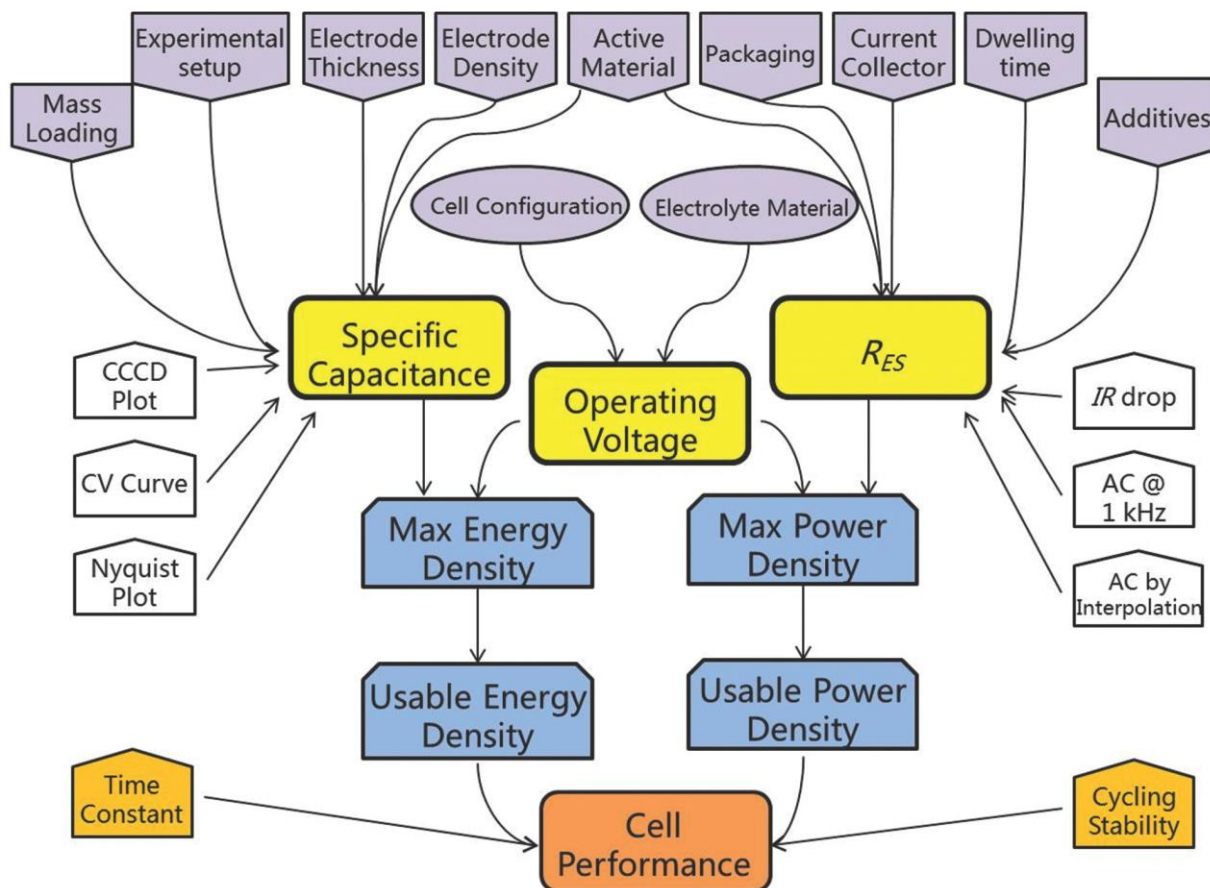 Experimental
setup
Electrode
Thickness
Electrode
Density
Active
Material
Packaging
Current
Collector
Dwelling
time
Mass
Loading
Additives
Cell Configuration
Electrolyte Material
Specific
Capacitance
R_ES
CCCD
Plot
Operating
Voltage
IR drop
CV Curve
AC @
1 kHz
Max Energy
Density
Max Power
Density
Nyquist
Plot
AC by
Interpolation
Usable Energy
Density
Usable Power
Density
Time
Constant
Cycling
Stability
Cell
Performance